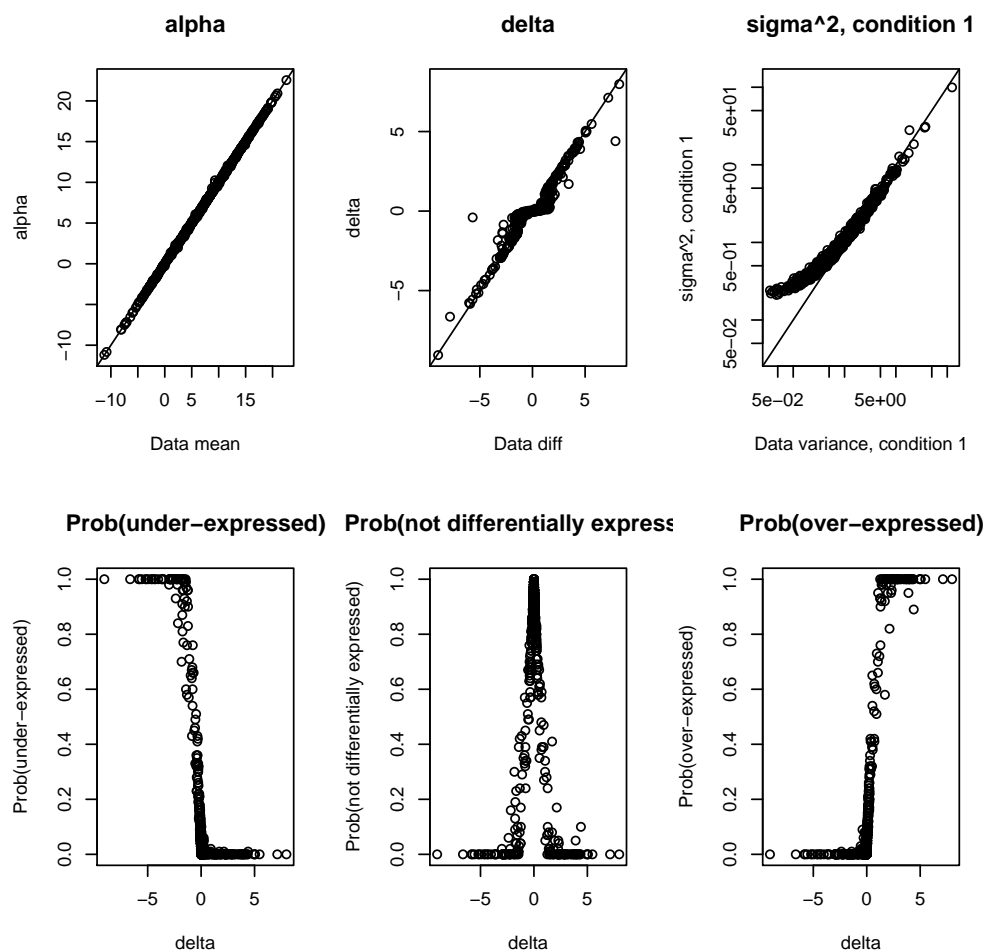 alpha
delta
sigma^2, condition 1
alpha
−10
0
5
10
15
20
−10
0
5
15
Data mean
delta
−5
0
5
−5
0
5
Data diff
sigma^2, condition 1
5e−02
5e−01
5e+00
5e+01
5e−02
5e+00
Data variance, condition 1
Prob(under−expressed)
Prob(not differentially express
Prob(over−expressed)
Prob(under−expressed)
0.0
0.2
0.4
0.6
0.8
1.0
−5
0
5
delta
Prob(not differentially expressed)
0.0
0.2
0.4
0.6
0.8
1.0
−5
0
5
delta
Prob(over−expressed)
0.0
0.2
0.4
0.6
0.8
1.0
−5
0
5
delta